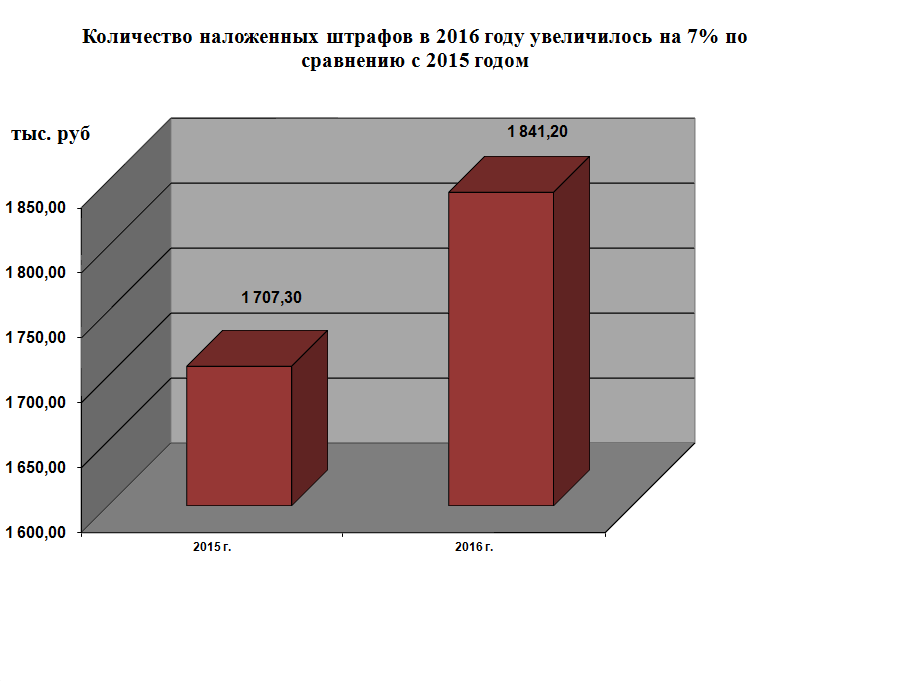 Количество наложенных штрафов в 2016 году увеличилось на 7% по
сравнению с 2015 годом
тыс. руб
1 841,20
1 850,00
1 800,00
1 707,30
1 750,00
1 700,00
1 650,00
1 600,00
2015 г.
2016 г.